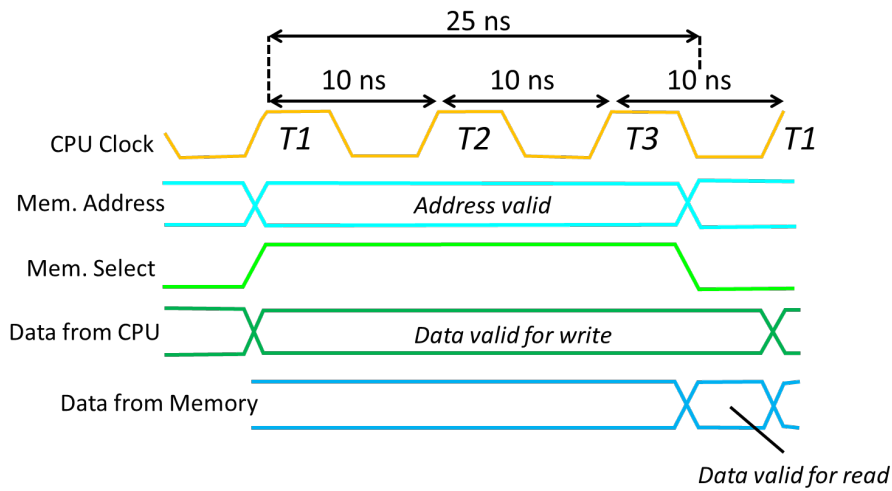 25 ns
10 ns 10 ns 10 ns
CPU Clock T1 T2 T3 T1
Mem. Address Address valid
Mem. Select
Data from CPU Data valid for write
Data from Memory
Data valid for read